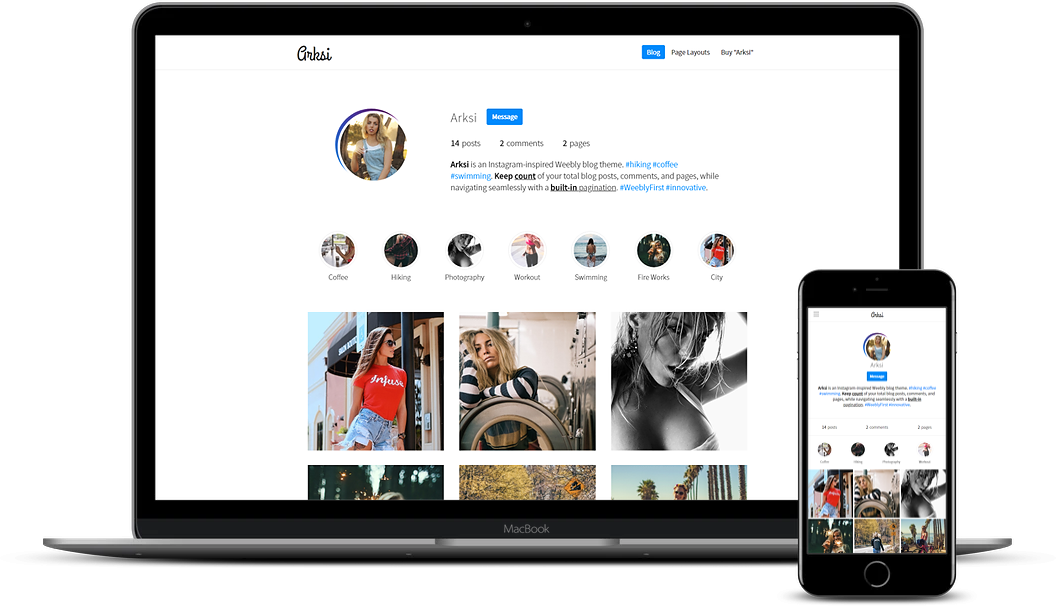 Arksi
Blog Page Layouts Buy "Arksi"
Arksi Message
14 posts 2 comments 2 pages
Arksi is an Instagram-inspired Weebly blog theme. #hiking #coffee
#swimming. Keep count of your total blog posts, comments, and pages, while
navigating seamlessly with a built-in pagination. #WeeblyFirst #innovative.
Coffee Hiking Photography Workout Swimming Fire Works City
Infuse
MacBook
Arksi
Arksi
Message
Arksi is an Instagram-inspired Weebly blog theme. #hiking #coffee
#swimming. Keep count of your total blog posts, comments, and
pages, while navigating seamlessly with a built-in
pagination. #WeeblyFirst #innovative.
14 posts 2 comments 2 pages
Coffee Hiking Photography Workout